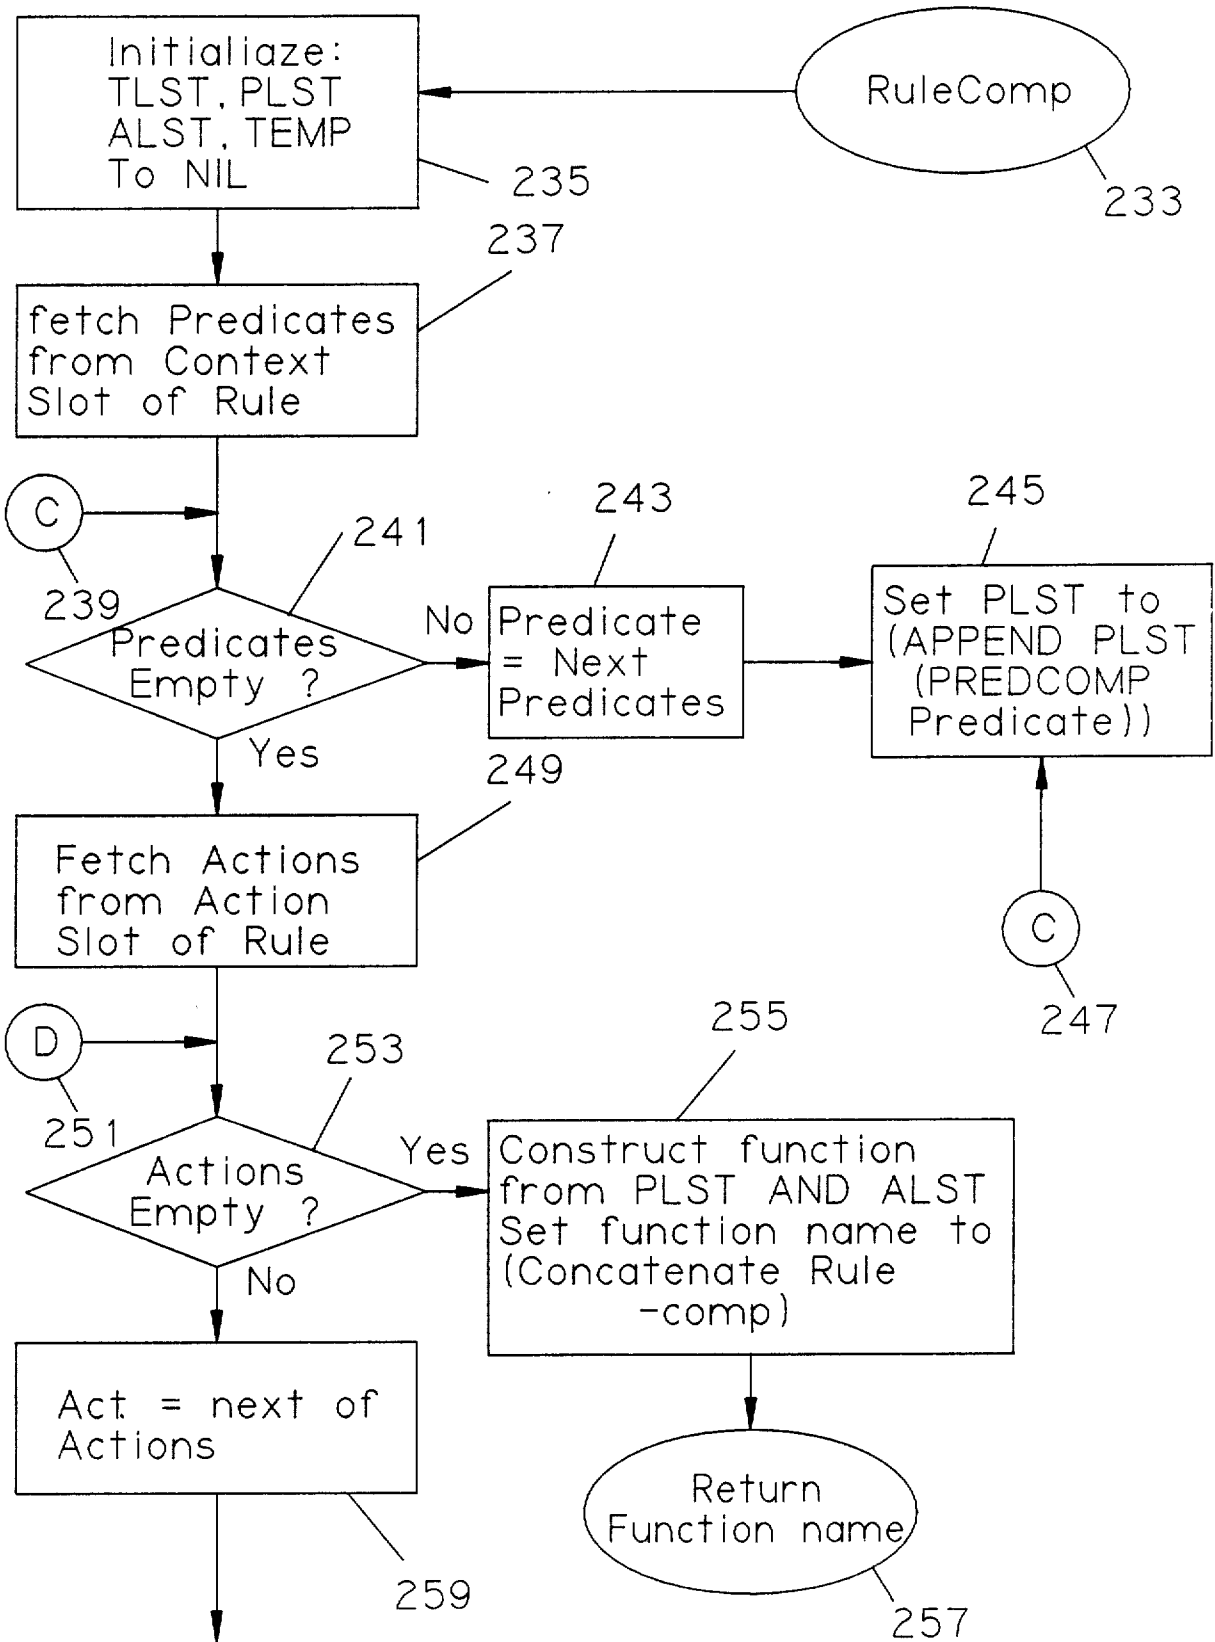 Initialiaze:
TLST, PLST
ALST, TEMP
To NIL
RuleComp
235
233
237
fetch Predicates
from Context
Slot of Rule
C
239
241
Predicates
Empty ?
No
Yes
243
Predicate
= Next
Predicates
245
Set PLST to
(APPEND PLST
(PREDCOMP
Predicate))
C
247
249
Fetch Actions
from Action
Slot of Rule
D
251
253
Actions
Empty ?
Yes
No
255
Construct function
from PLST AND ALST
Set function name to
(Concatenate Rule
-comp)
Act = next of
Actions
259
Return
Function name
257